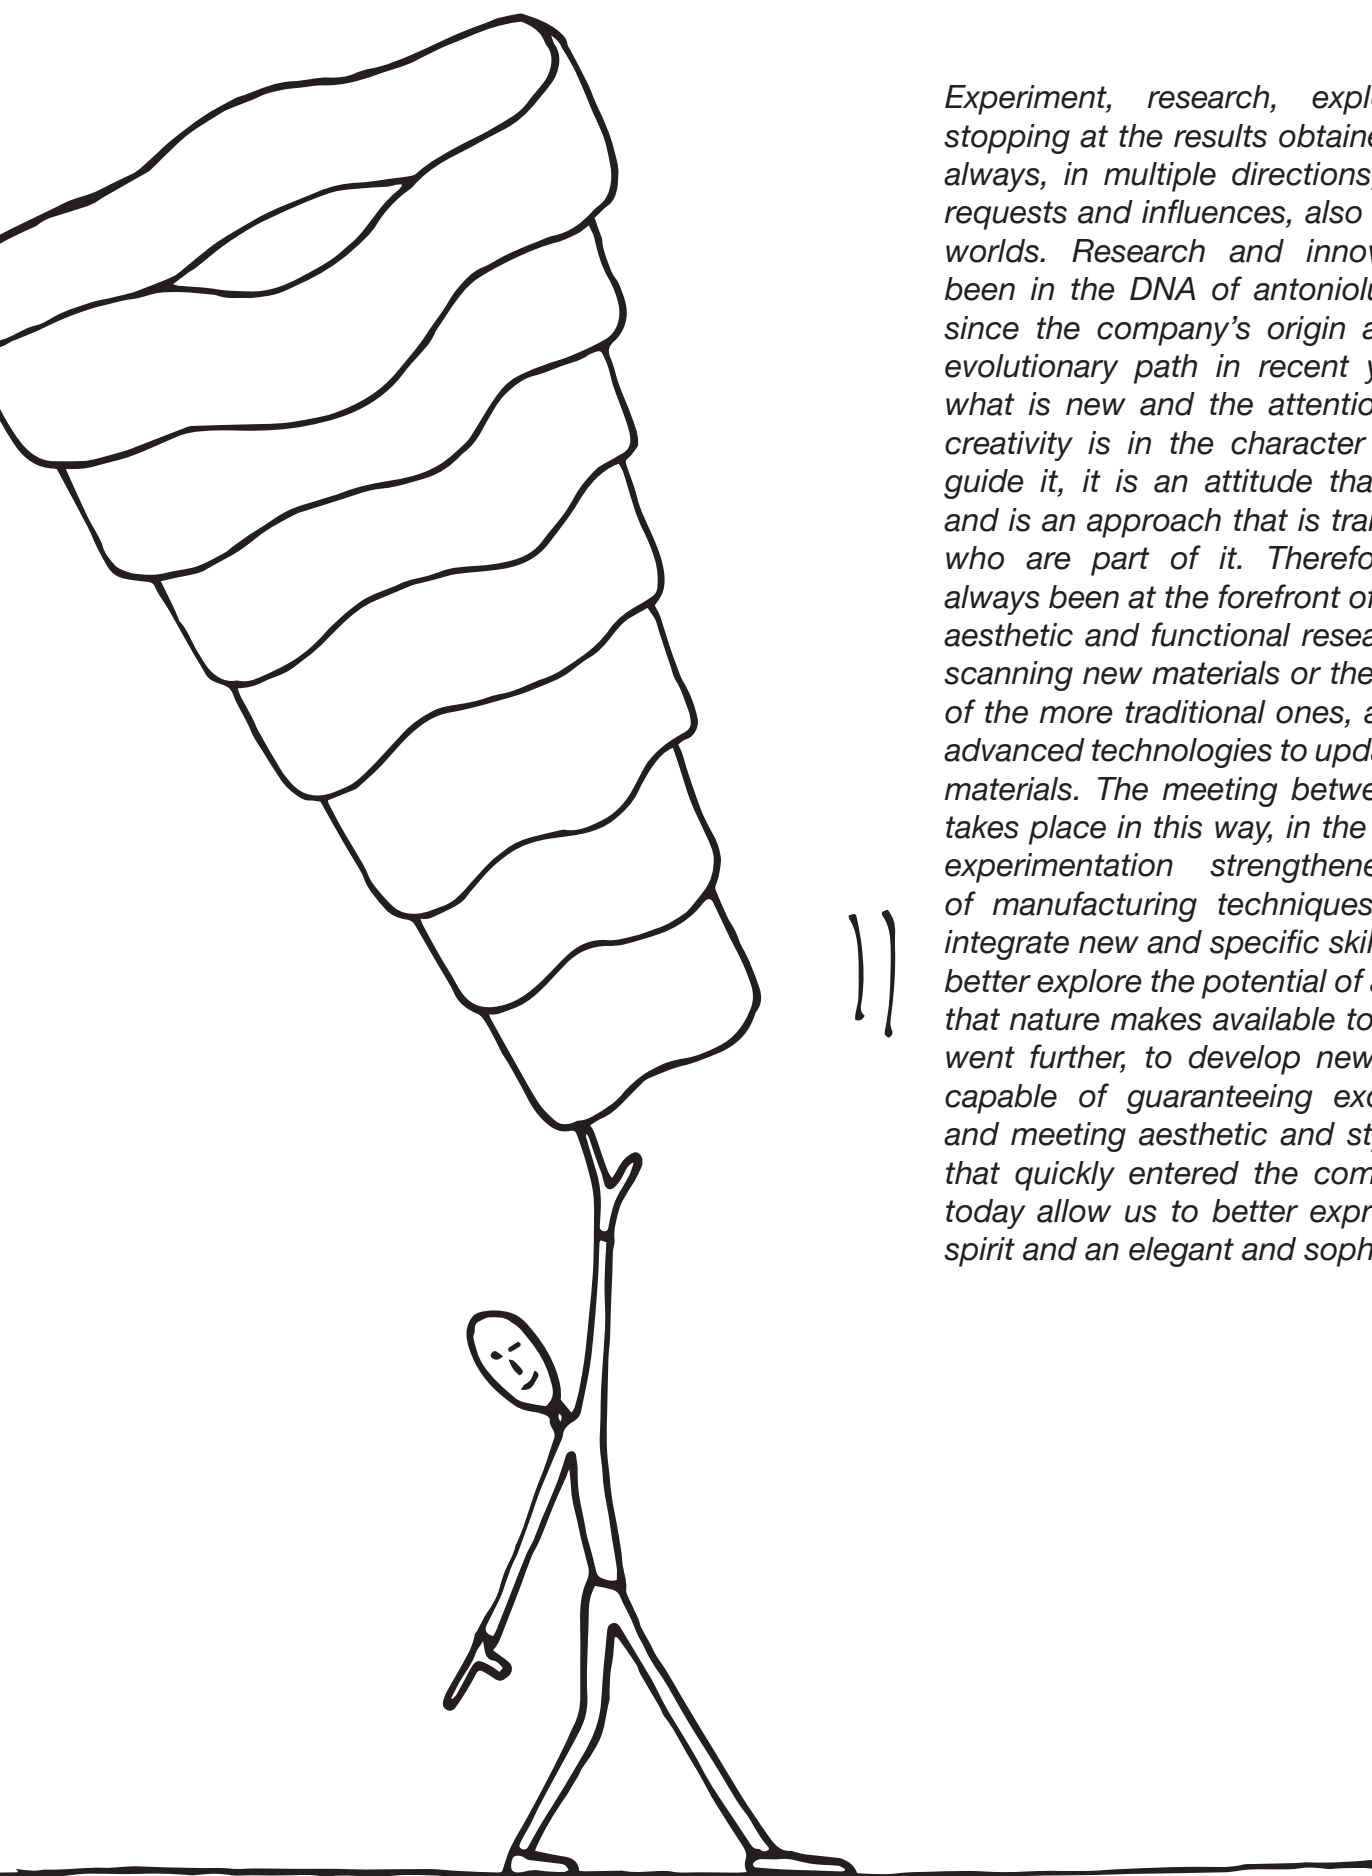 Experiment, research, expl
stopping at the results obtain
always, in multiple directions
requests and influences, also
worlds. Research and inno
been in the DNA of antoniol
since the company’s origin a
evolutionary path in recent y
what is new and the attentio
creativity is in the character
guide it, it is an attitude tha
and is an approach that is tra
who are part of it. Therefo
always been at the forefront of
aesthetic and functional resea
scanning new materials or the
of the more traditional ones, a
advanced technologies to upd
materials. The meeting betwe
takes place in this way, in the
experimentation strengthene
of manufacturing techniques
integrate new and specific skil
better explore the potential of a
that nature makes available to
went further, to develop new
capable of guaranteeing exc
and meeting aesthetic and st
that quickly entered the com
today allow us to better expr
spirit and an elegant and soph